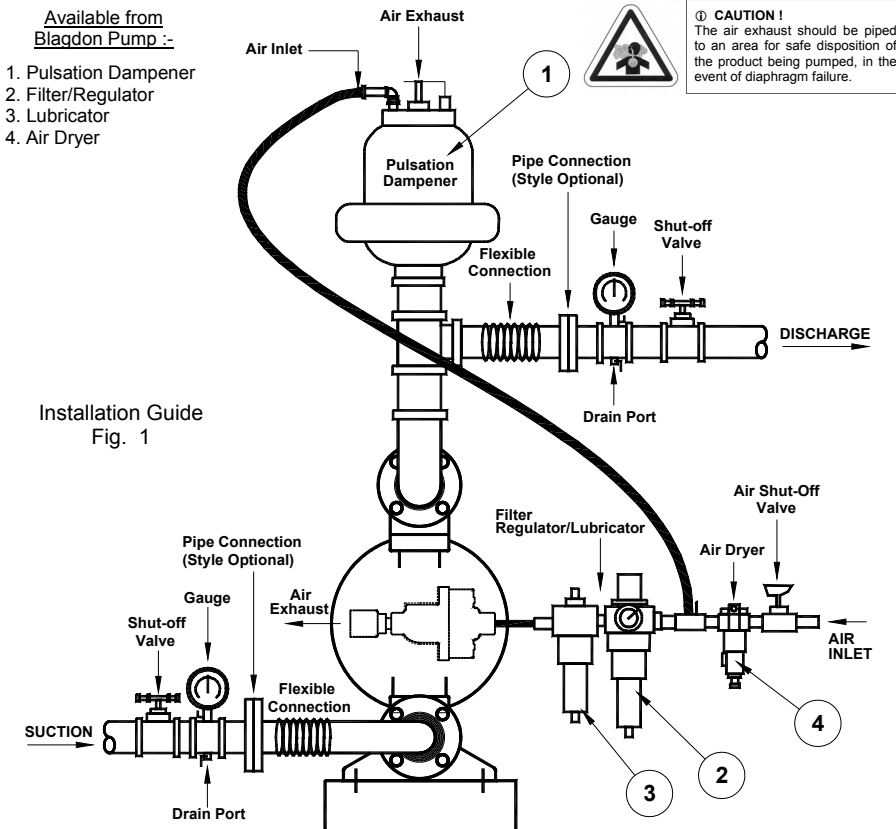 Available from
Blagdon Pump :-
1. Pulsation Dampener
2. Filter/Regulator
3. Lubricator
4. Air Dryer
Air Exhaust
Air Inlet
1
ⓘ CAUTION !
The air exhaust should be piped
to an area for safe disposition of
the product being pumped, in the
event of diaphragm failure.
Pulsation
Dampener
Pipe Connection
(Style Optional)
Gauge
Shut-off
Valve
Flexible
Connection
DISCHARGE
Drain Port
Installation Guide
Fig. 1
Air Shut-Off
Valve
Filter
Regulator/Lubricator
Air Dryer
Pipe Connection
(Style Optional)
Air
Exhaust
Gauge
Shut-off
Valve
AIR
INLET
Flexible
Connection
SUCTION
4
2
3
Drain Port